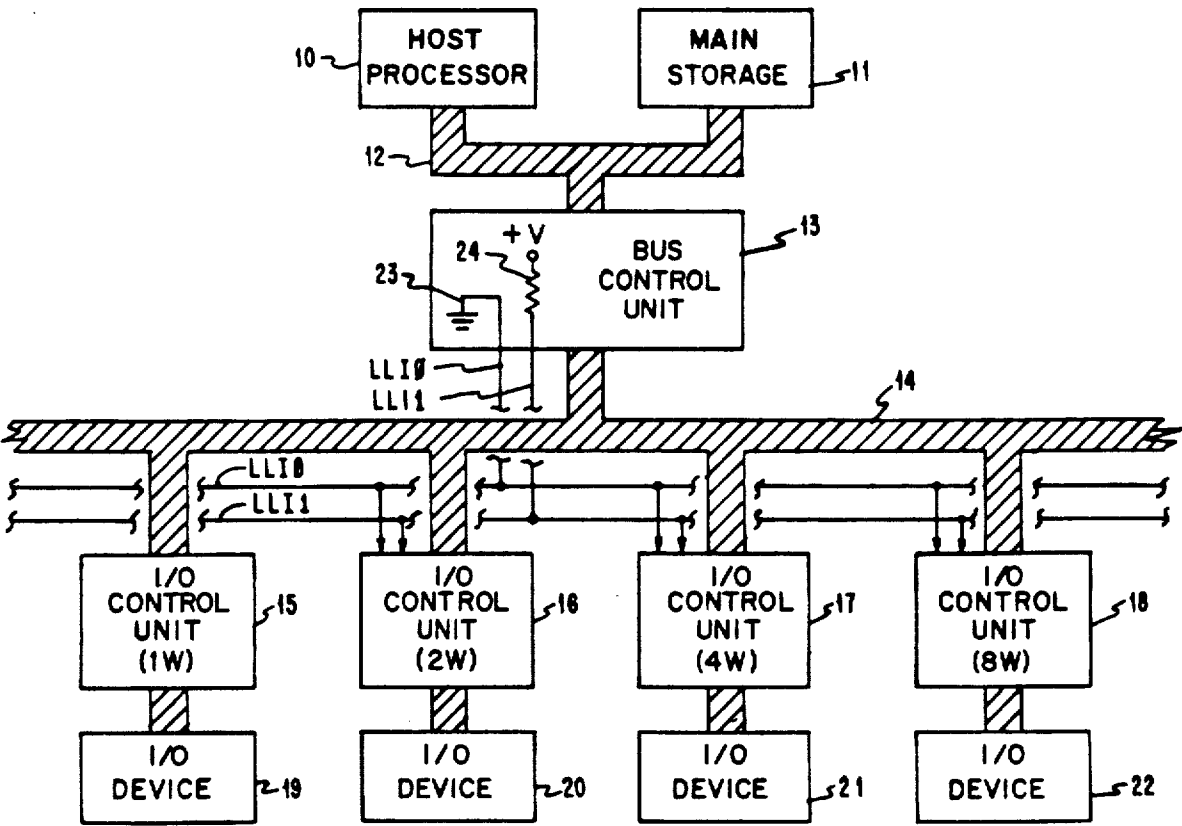 HOST
PROCESSOR
10
MAIN
STORAGE
11
12
13
+V
24
23
BUS
CONTROL
UNIT
LLI0
LLI1
14
LLI0
LLI1
I/O
CONTROL
UNIT
(1W)
15
I/O
CONTROL
UNIT
(2W)
16
I/O
CONTROL
UNIT
(4W)
17
I/O
CONTROL
UNIT
(8W)
18
I/O
DEVICE
19
I/O
DEVICE
20
I/O
DEVICE
21
I/O
DEVICE
22